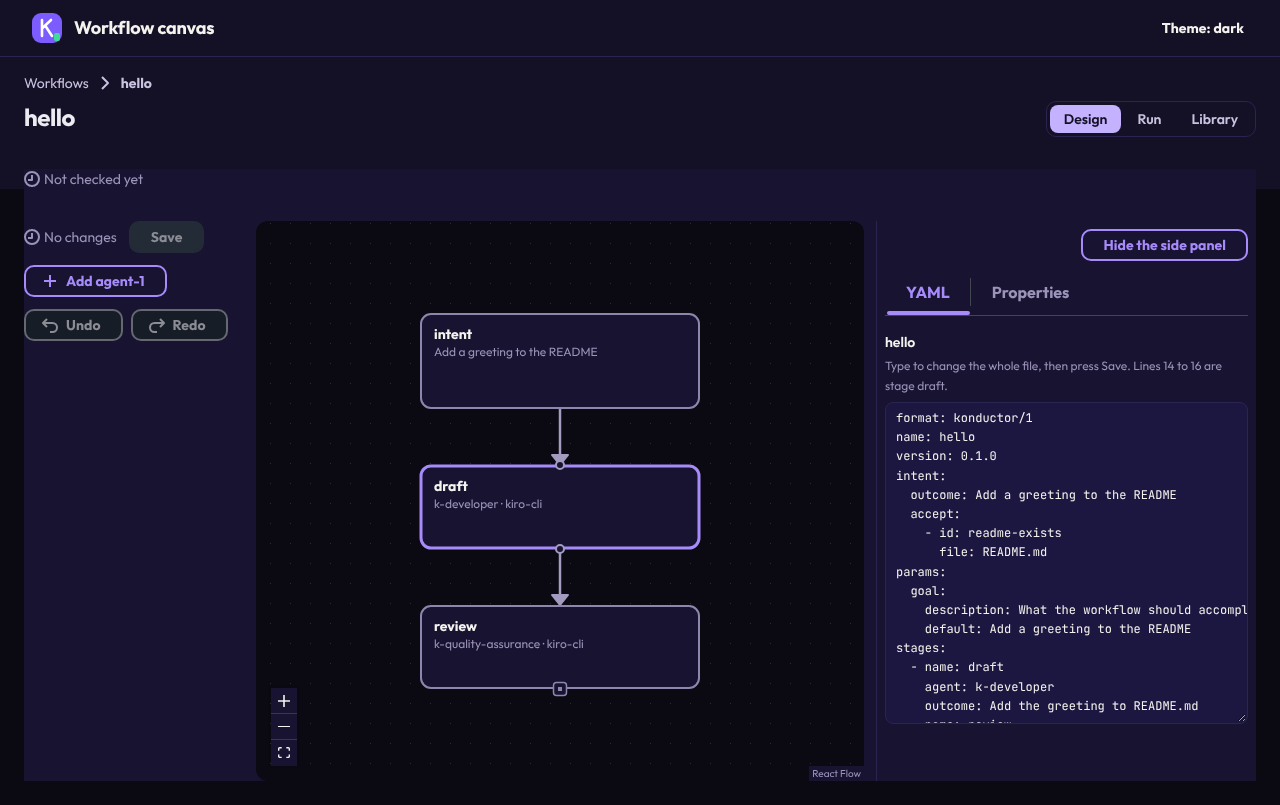 K
Workflow canvas
Theme: dark
Workflows
hello
hello
Design
Run
Library
Not checked yet
No changes
Save
Add agent-1
Undo
Redo
intent
Add a greeting to the README
draft
k-developer · kiro-cli
review
k-quality-assurance · kiro-cli
React Flow
Hide the side panel
YAML
Properties
hello
Type to change the whole file, then press Save. Lines 14 to 16 are
stage draft.
format: konductor/1
name: hello
version: 0.1.0
intent:
  outcome: Add a greeting to the README
  accept:
    - id: readme-exists
      file: README.md
params:
  goal:
    description: What the workflow should accompl
    default: Add a greeting to the README
stages:
  - name: draft
    agent: k-developer
    outcome: Add the greeting to README.md